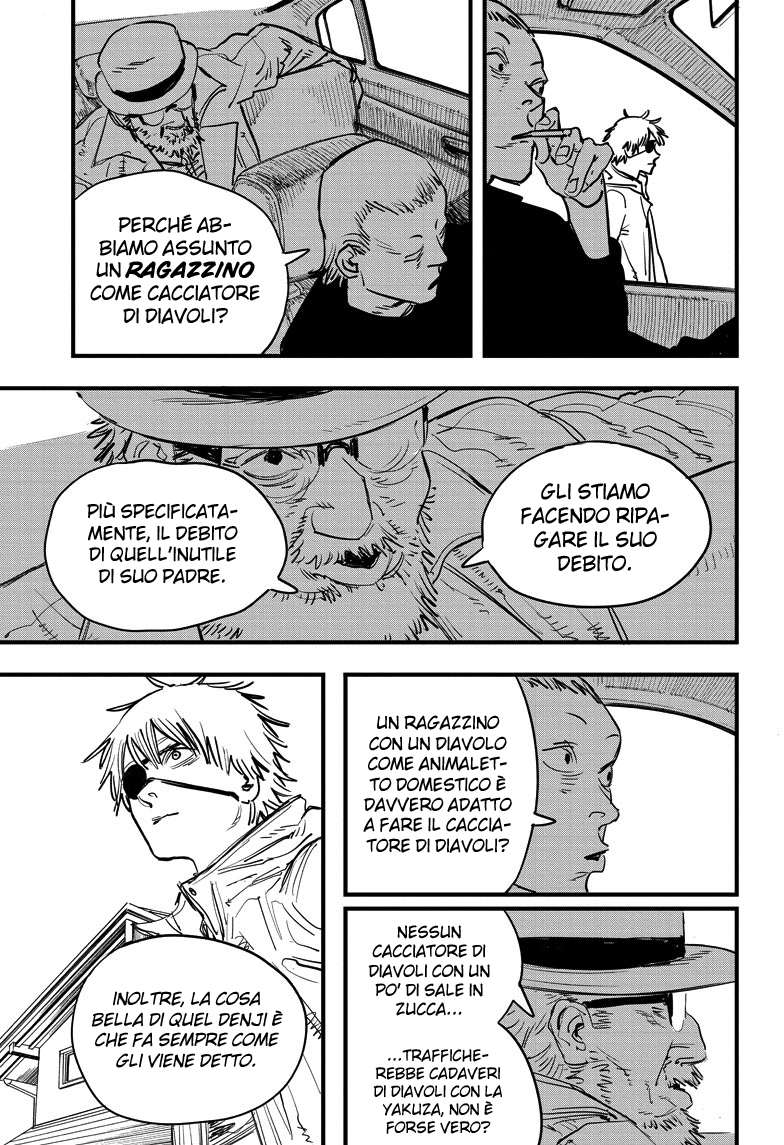 PERCHÉ AB-
BIAMO ASSUNTO
UN RAGAZZINO
COME CACCIATORE
DI DIAVOLI?
GLI STIAMO
FACENDO RIPA-
GARE IL SUO
DEBITO.
PIÙ SPECIFICATA-
MENTE, IL DEBITO
DI QUELL'INUTILE
DI SUO PADRE.
UN RAGAZZINO
CON UN DIAVOLO
COME ANIMALET-
TO DOMESTICO È
DAVVERO ADATTO
A FARE IL CACCIA-
TORE DI DIAVOLI?
NESSUN
CACCIATORE DI
DIAVOLI CON UN
PO' DI SALE IN
ZUCCA...
...TRAFFICHE-
REBBE CADAVERI
DI DIAVOLI CON LA
YAKUZA, NON È
FORSE VERO?
INOLTRE, LA COSA
BELLA DI QUEL DENJI È
CHE FA SEMPRE COME
GLI VIENE DETTO.